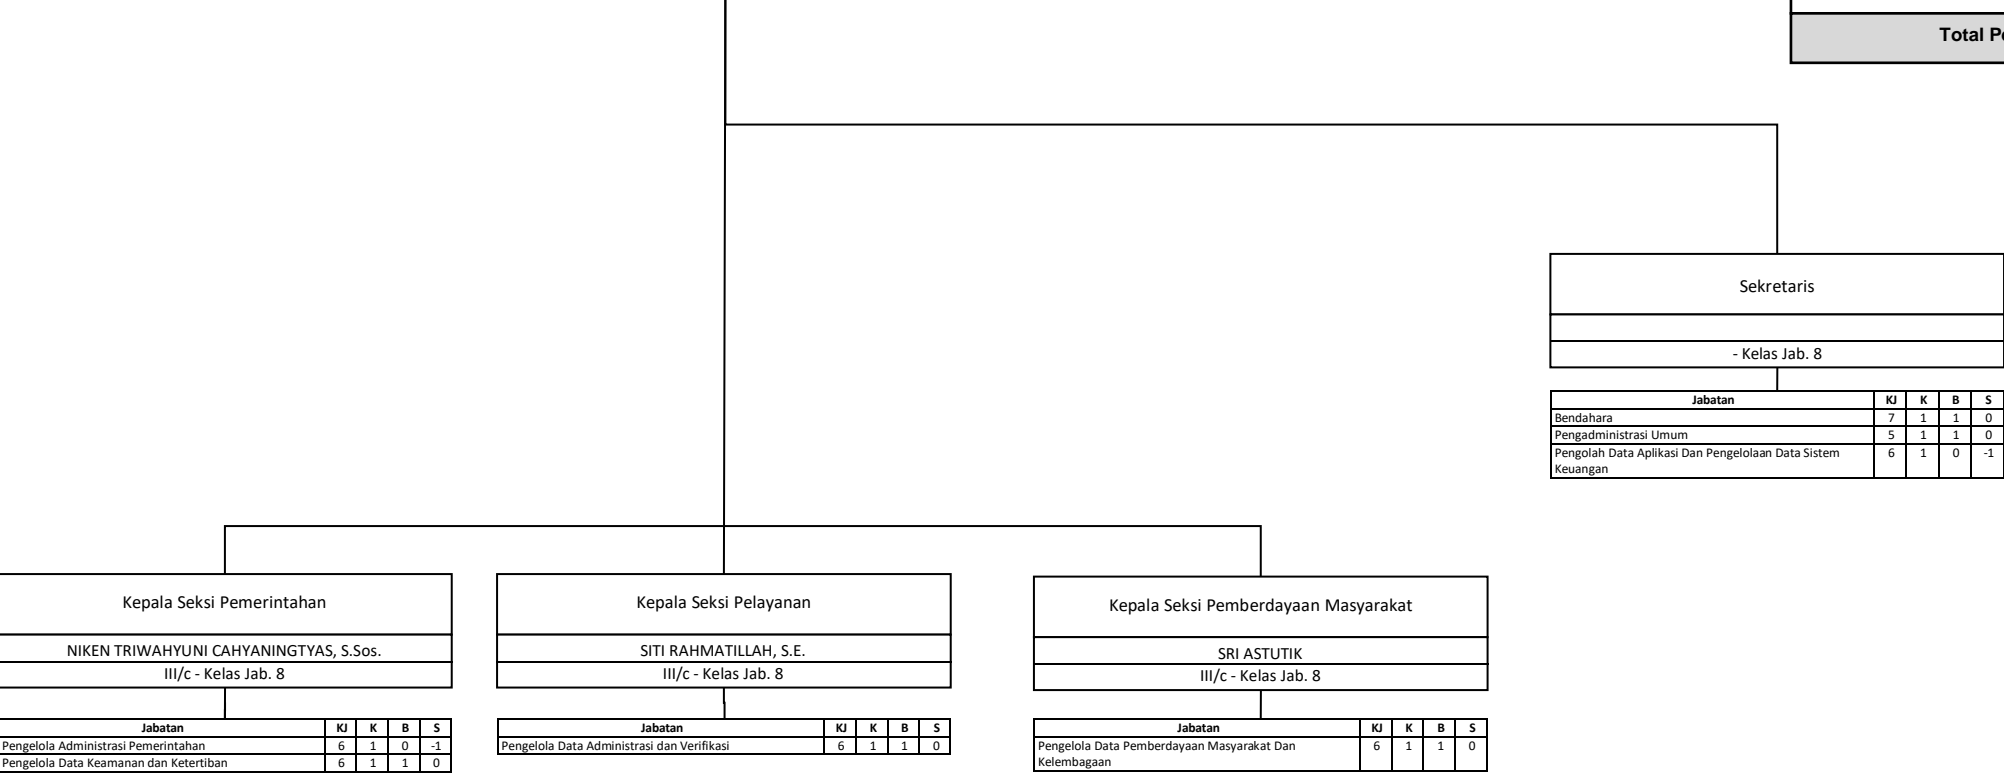 Total P
Sekretaris
- Kelas Jab. 8
Jabatan KJ K B S
Bendahara 7 1 1 0
Pengadministrasi Umum 5 1 1 0
Pengolah Data Aplikasi Dan Pengelolaan Data Sistem 6 1 0 -1
Keuangan
Kepala Seksi Pemerintahan
NIKEN TRIWAHYUNI CAHYANINGTYAS, S.Sos.
III/c - Kelas Jab. 8
Jabatan KJ K B S
Pengelola Administrasi Pemerintahan 6 1 0 -1
Pengelola Data Keamanan dan Ketertiban 6 1 1 0
Kepala Seksi Pelayanan
SITI RAHMATILLAH, S.E.
III/c - Kelas Jab. 8
Jabatan KJ K B S
Pengelola Data Administrasi dan Verifikasi 6 1 1 0
Kepala Seksi Pemberdayaan Masyarakat
SRI ASTUTIK
III/c - Kelas Jab. 8
Jabatan KJ K B S
Pengelola Data Pemberdayaan Masyarakat Dan 6 1 1 0
Kelembagaan